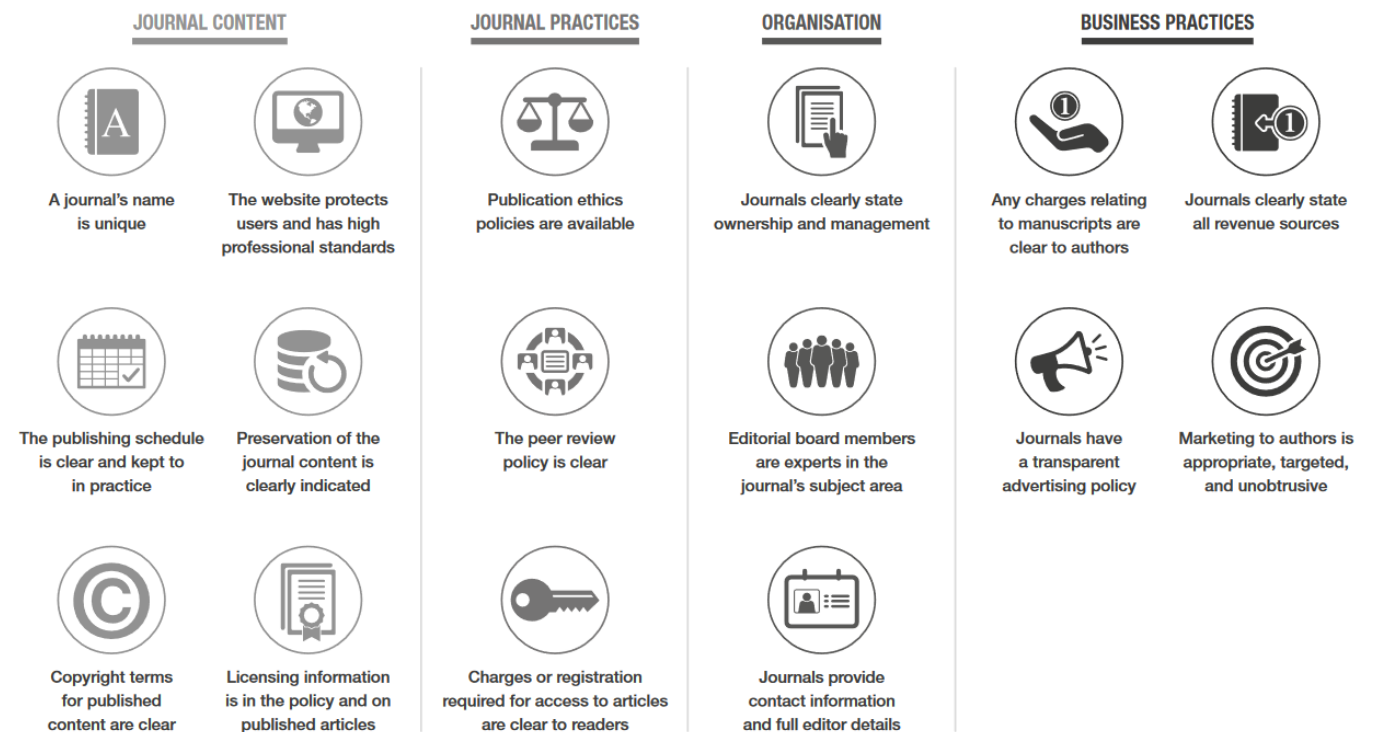 JOURNAL CONTENT
JOURNAL PRACTICES
ORGANISATION
BUSINESS PRACTICES
A
A journal's name
is unique
The website protects
users and has high
professional standards
Publication ethics
policies are available
Journals clearly state
ownership and management
1
Any charges relating
to manuscripts are
clear to authors
1
Journals clearly state
all revenue sources
The publishing schedule
is clear and kept to
in practice
Preservation of the
journal content is
clearly indicated
The peer review
policy is clear
Editorial board members
are experts in the
journal's subject area
Journals have
a transparent
advertising policy
Marketing to authors is
appropriate, targeted,
and unobtrusive
©
Copyright terms
for published
content are clear
Licensing information
is in the policy and on
published articles
Charges or registration
required for access to articles
are clear to readers
Journals provide
contact information
and full editor details